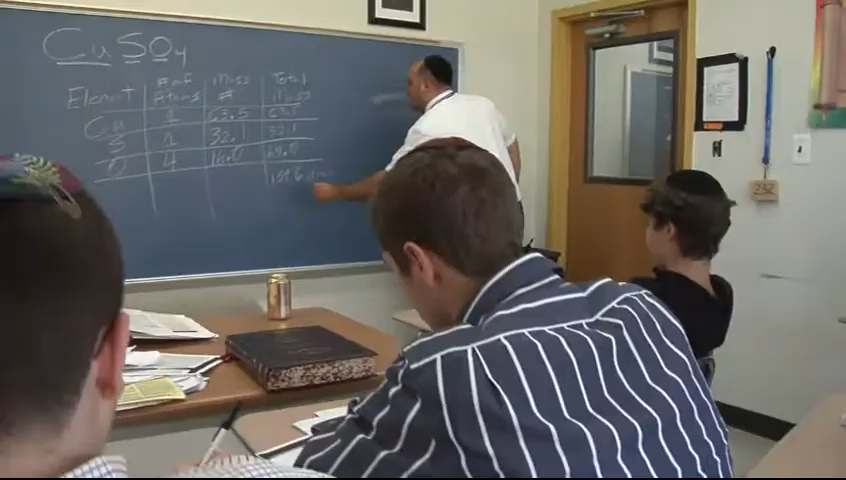 CuSO4
Element # of Atoms Mass # Total Mass
Cu 1 63.5 63.5
S 1 32.1 32.1
O 4 16.0 64.0
159.6
232